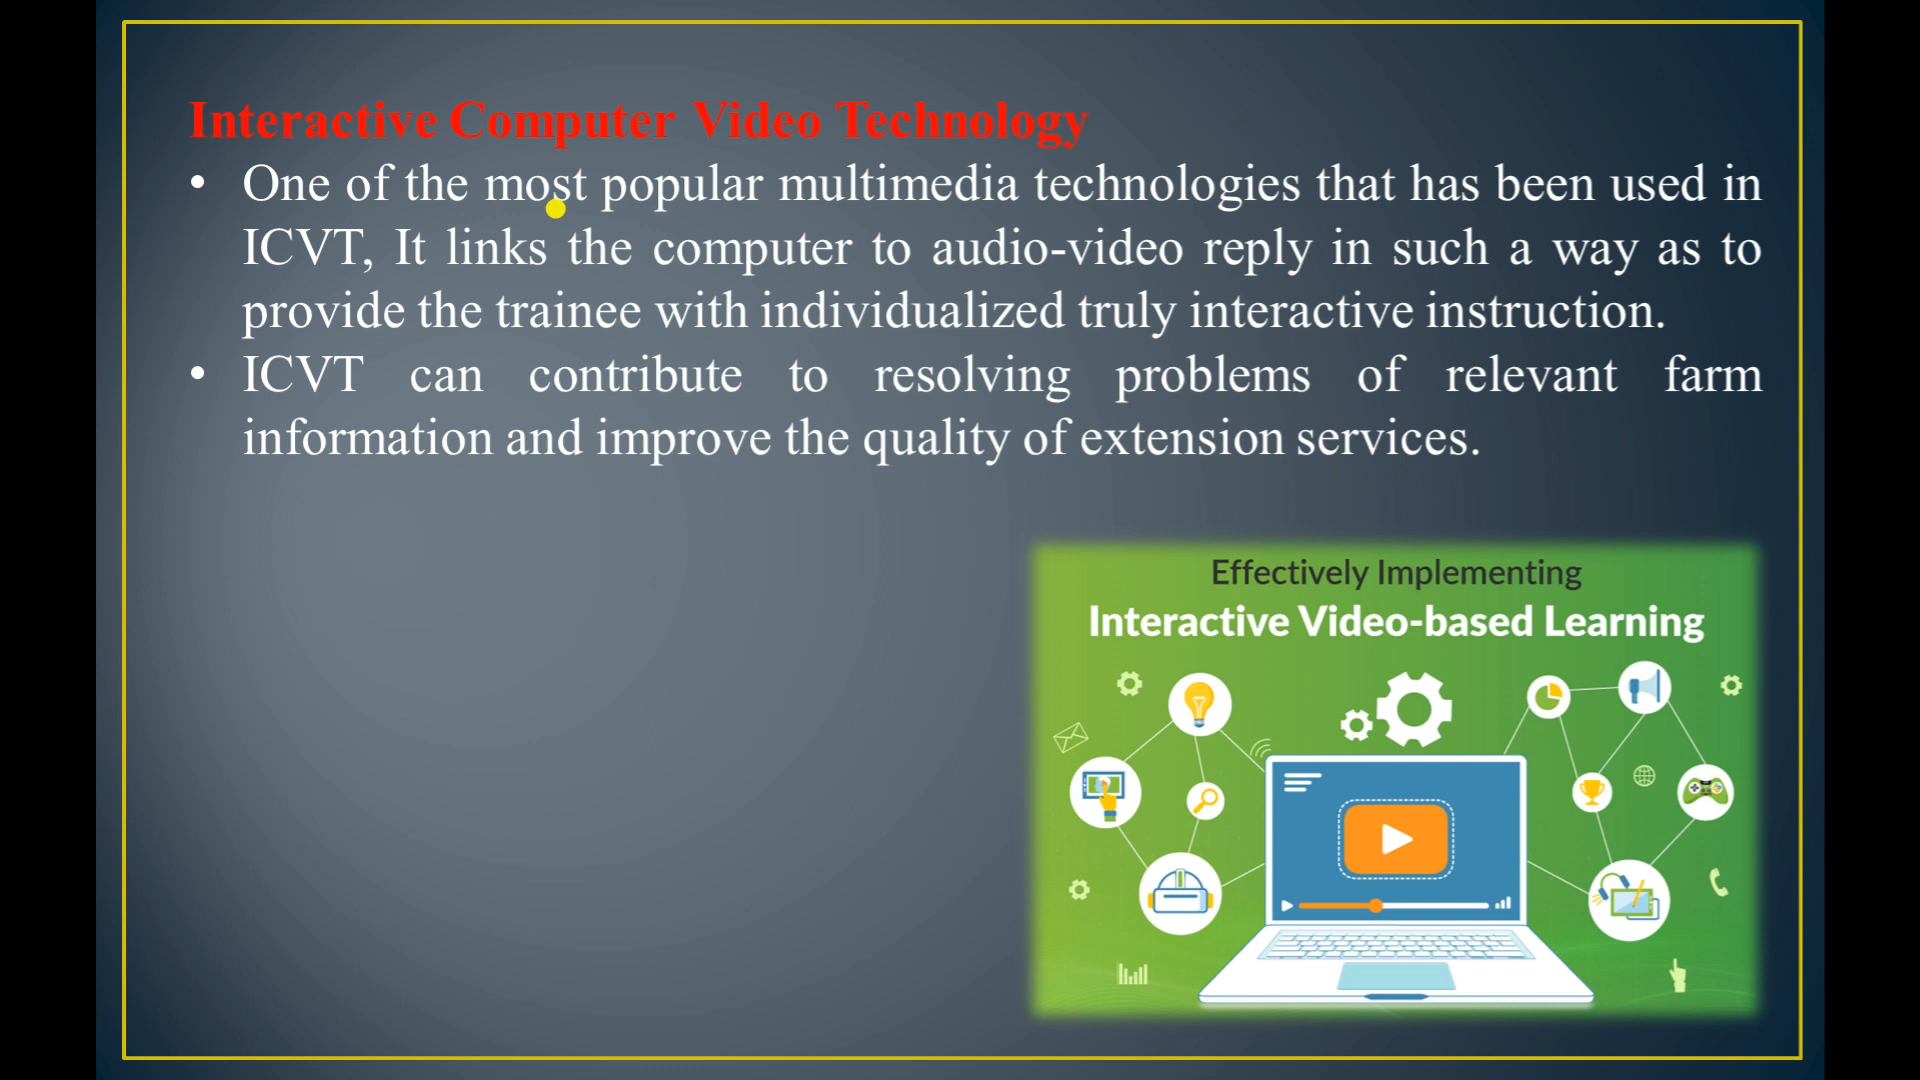 Interactive Computer Video Technology
• One of the most popular multimedia technologies that has been used in
ICVT, It links the computer to audio-video reply in such a way as to
provide the trainee with individualized truly interactive instruction.
• ICVT can contribute to resolving problems of relevant farm
information and improve the quality of extension services.
Effectively Implementing
Interactive Video-based Learning